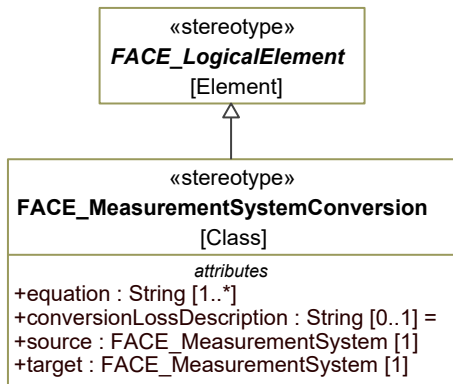 «stereotype»
FACE_LogicalElement
[Element]
«stereotype»
FACE_MeasurementSystemConversion
[Class]
attributes
+equation : String [1..*]
+conversionLossDescription : String [0..1] =
+source : FACE_MeasurementSystem [1]
+target : FACE_MeasurementSystem [1]